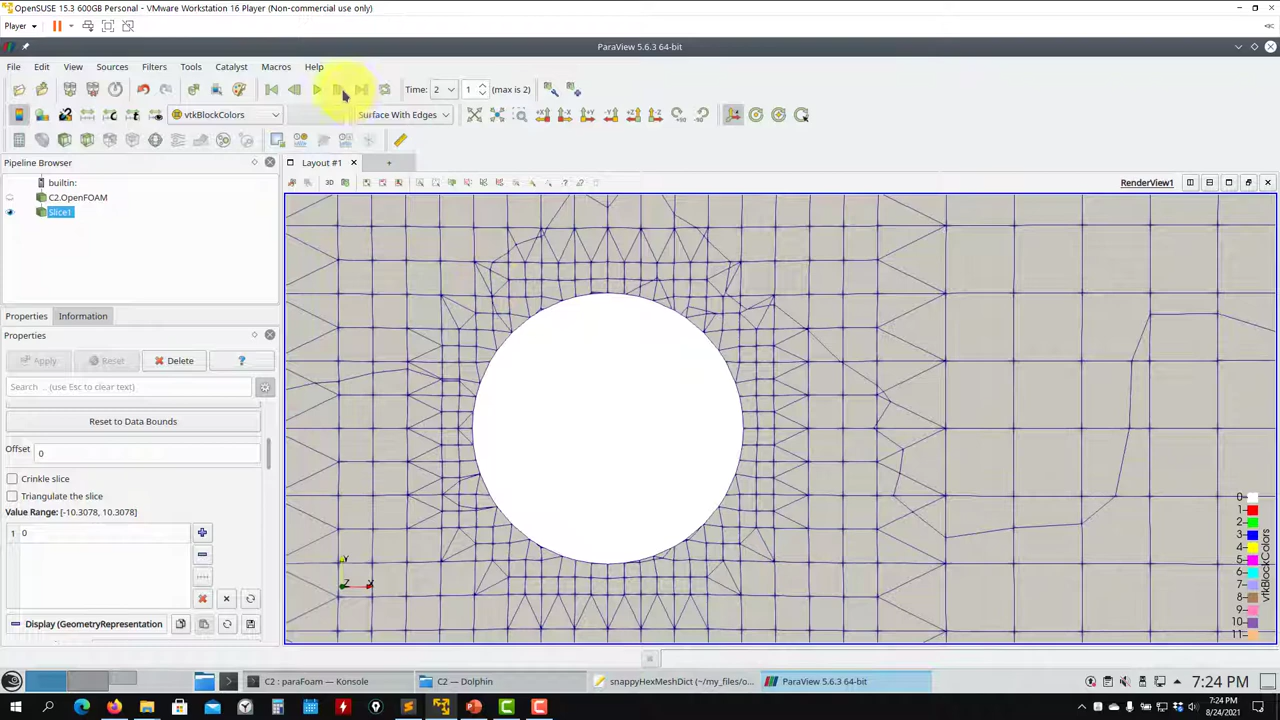 OpenSUSE 15.3 600GB Personal - VMware Workstation 16 Player (Non-commercial use only)
Player
ParaView 5.6.3 64-bit
File Edit View Sources Filters Tools Catalyst Macros Help
Time: 2 1 (max is 2)
vtkBlockColors Surface With Edges
Pipeline Browser
Layout #1
builtin:
3D
RenderView1
C2.OpenFOAM
Slice1
Properties Information
Properties
Apply Reset Delete ?
Search ... (use Esc to clear text)
Reset to Data Bounds
Offset 0
Crinkle slice
Triangulate the slice
Value Range: [-10.3078, 10.3078]
1 0
Display (GeometryRepresentation
Y
Z X
0
1
2
3
4
5
6
7
8
9
10
11
vtkBlockColors
C2 : paraFoam — Konsole
C2 — Dolphin
snappyHexMeshDict (~/my_files/o...
ParaView 5.6.3 64-bit
7:24 PM
7:24 PM
8/24/2021